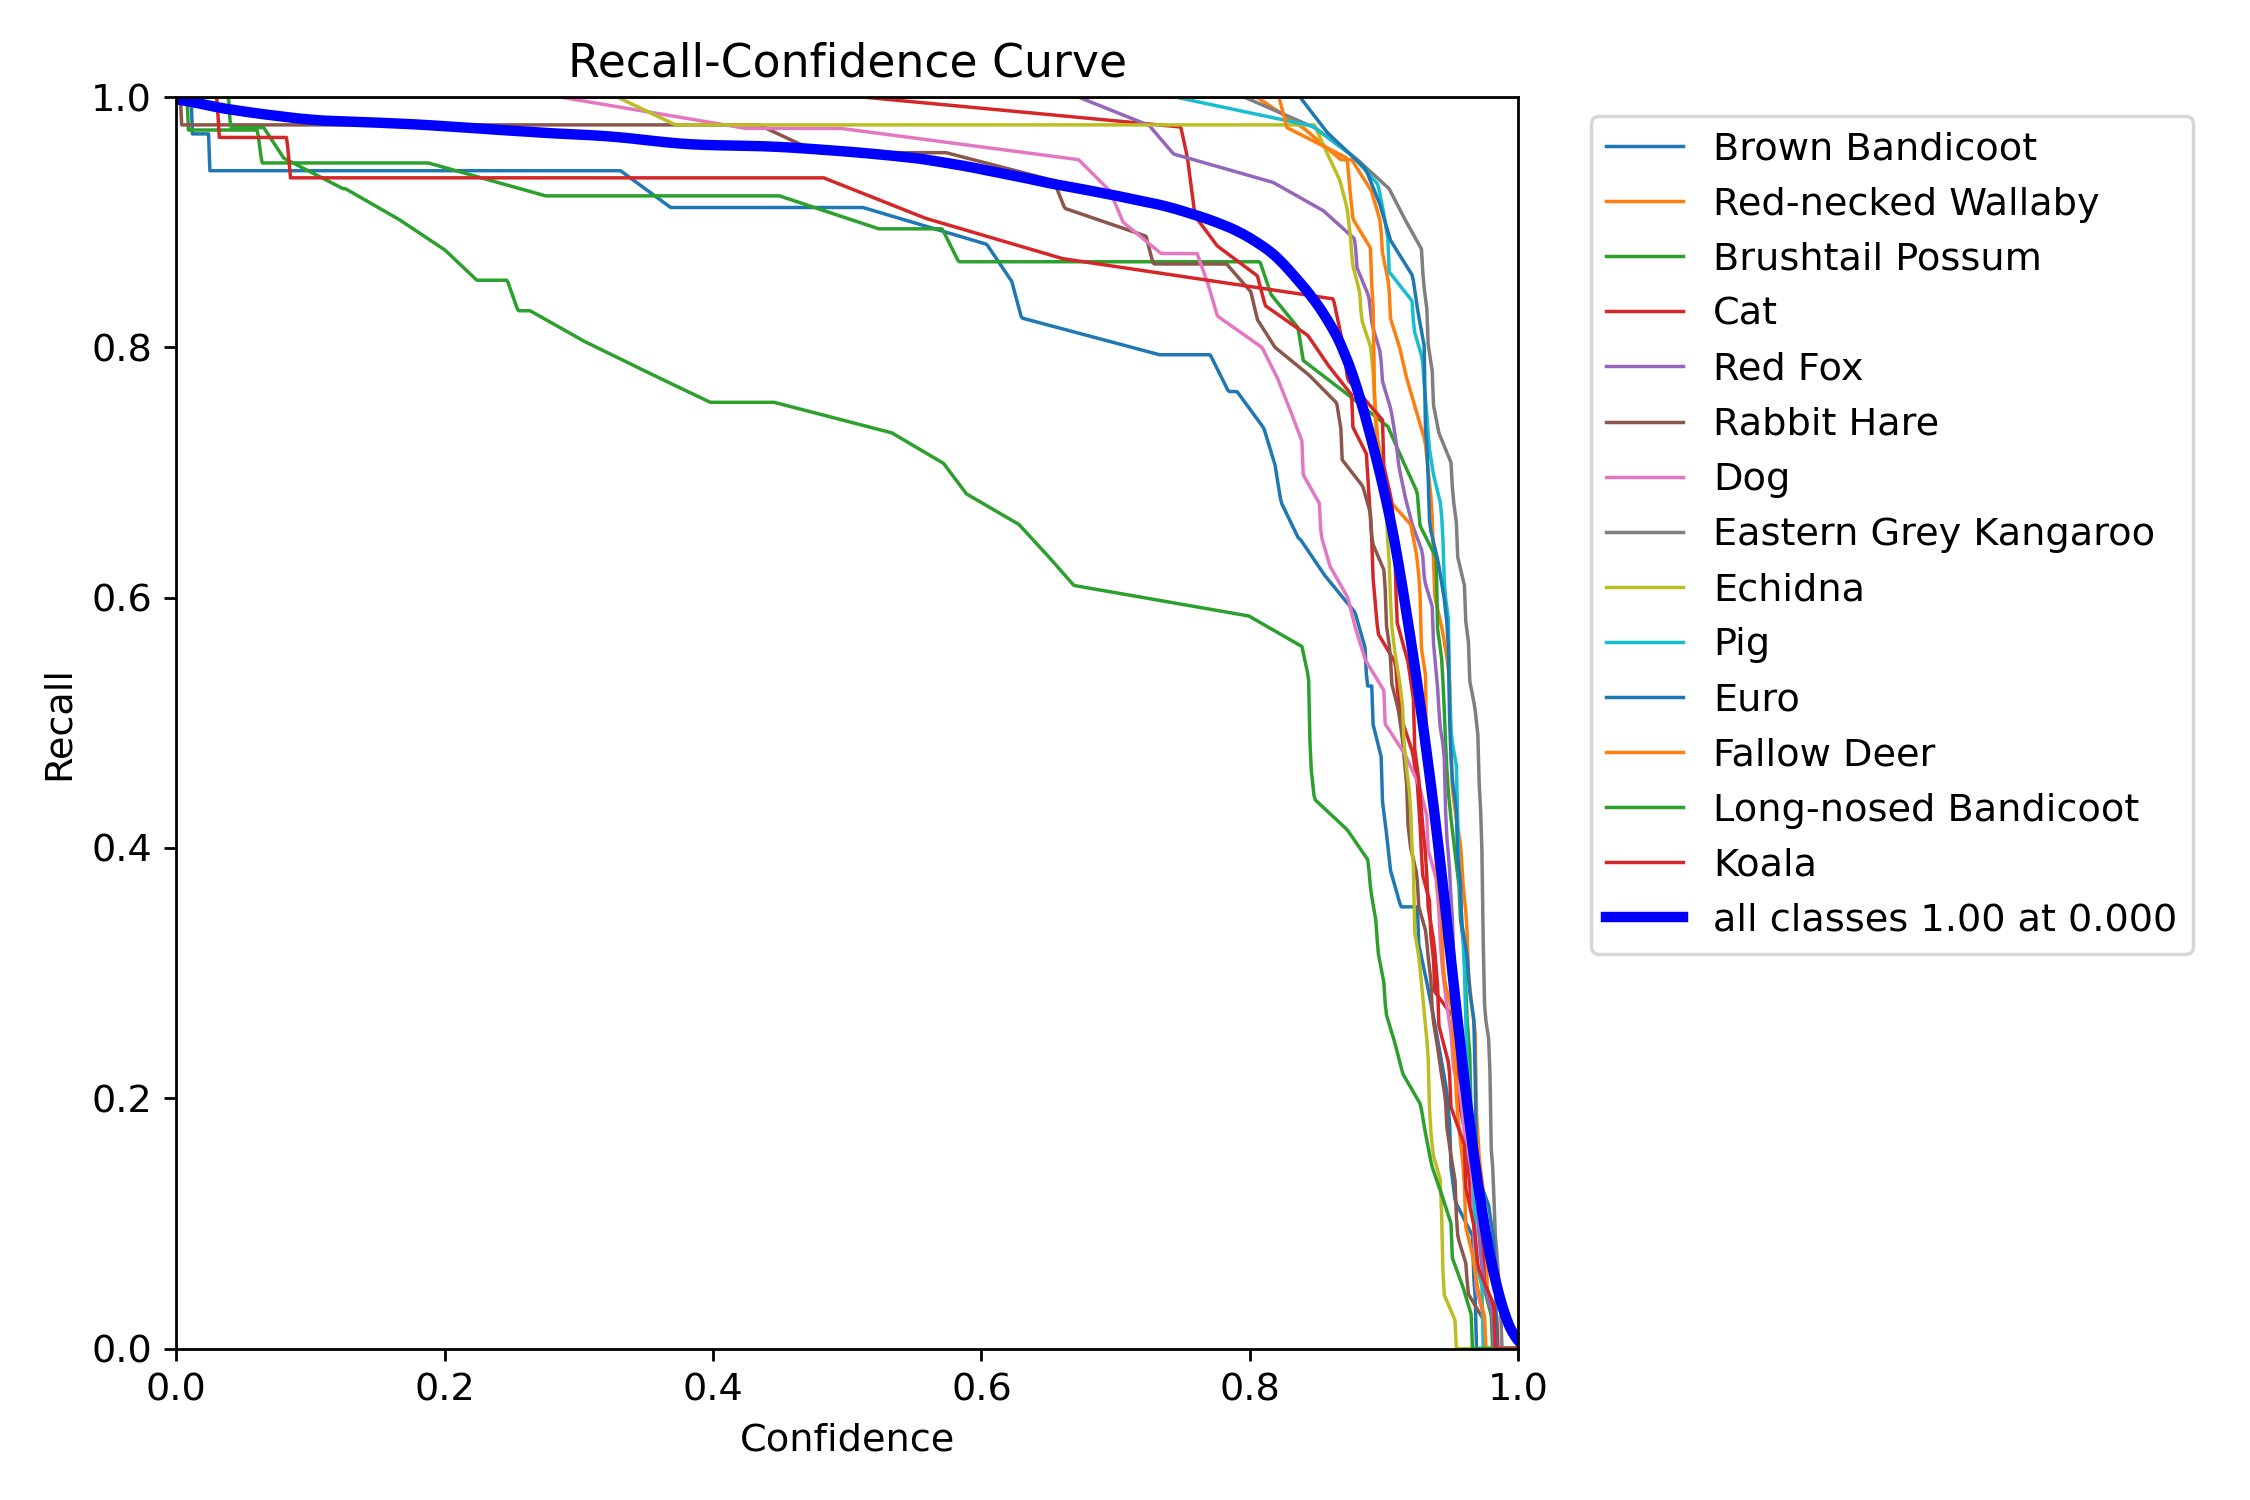 Recall-Confidence Curve
1.0
0.8
0.6
0.4
0.2
0.0
Recall
0.0 0.2 0.4 0.6 0.8 1.0
Confidence
Brown Bandicoot
Red-necked Wallaby
Brushtail Possum
Cat
Red Fox
Rabbit Hare
Dog
Eastern Grey Kangaroo
Echidna
Pig
Euro
Fallow Deer
Long-nosed Bandicoot
Koala
all classes 1.00 at 0.000